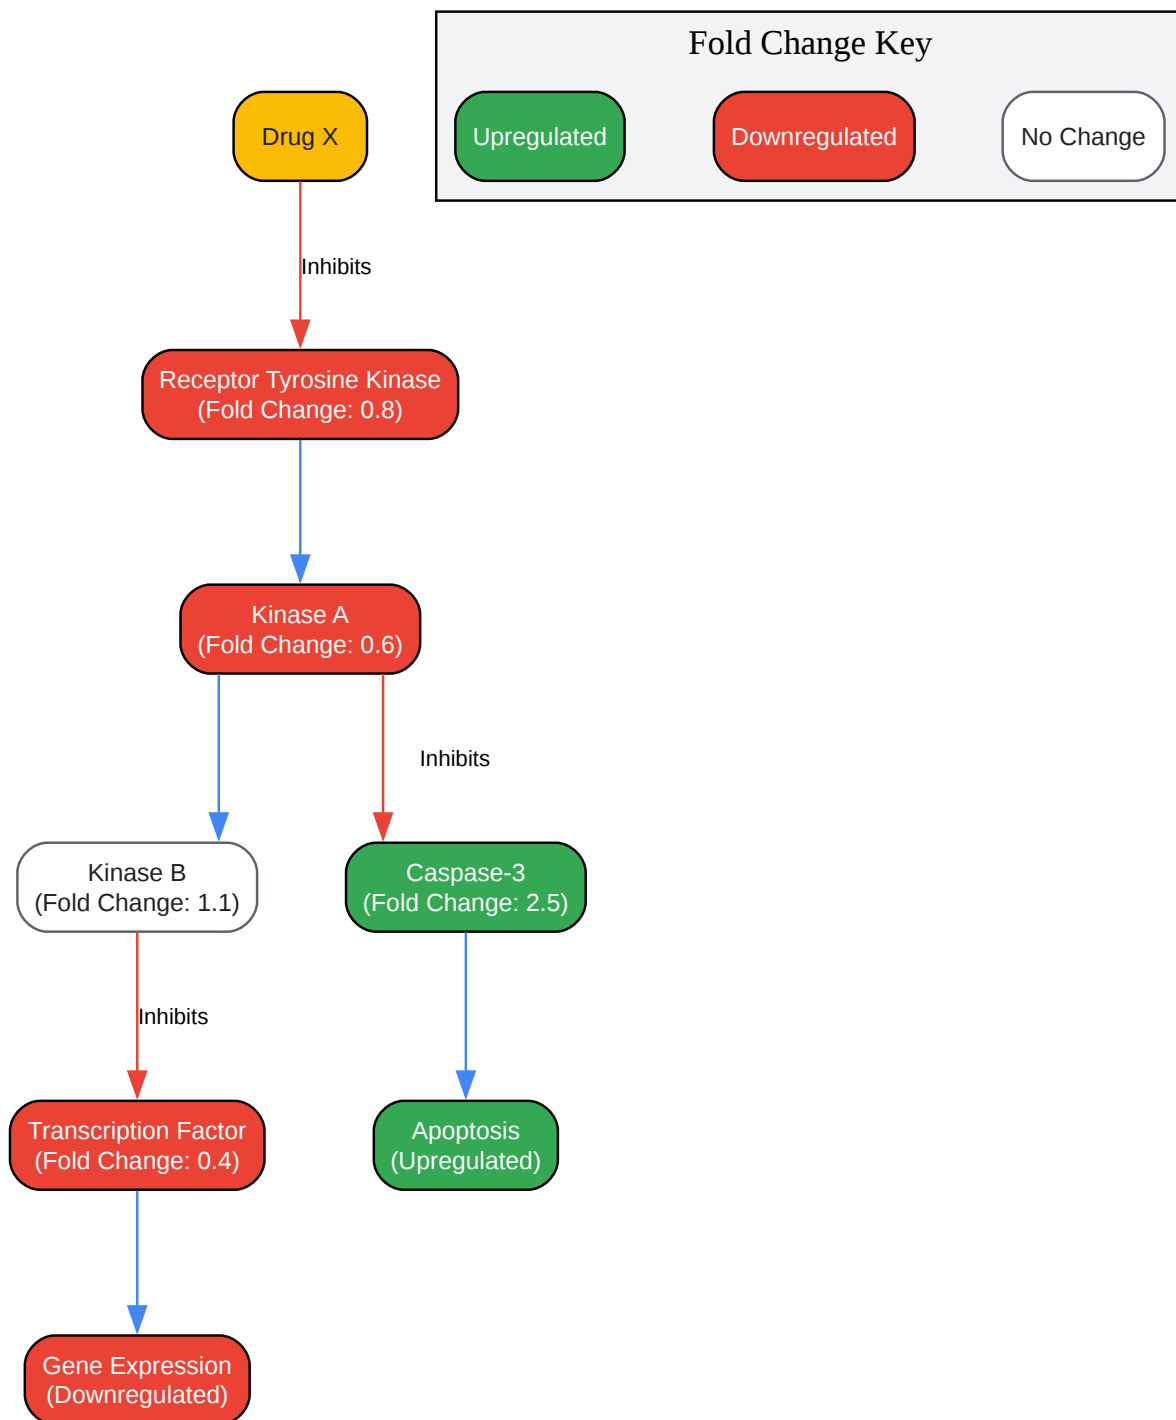 Fold Change Key
Upregulated
Downregulated
No Change
Drug X
Inhibits
Receptor Tyrosine Kinase
(Fold Change: 0.8)
Kinase A
(Fold Change: 0.6)
Inhibits
Kinase B
(Fold Change: 1.1)
Caspase-3
(Fold Change: 2.5)
Inhibits
Transcription Factor
(Fold Change: 0.4)
Apoptosis
(Upregulated)
Gene Expression
(Downregulated)